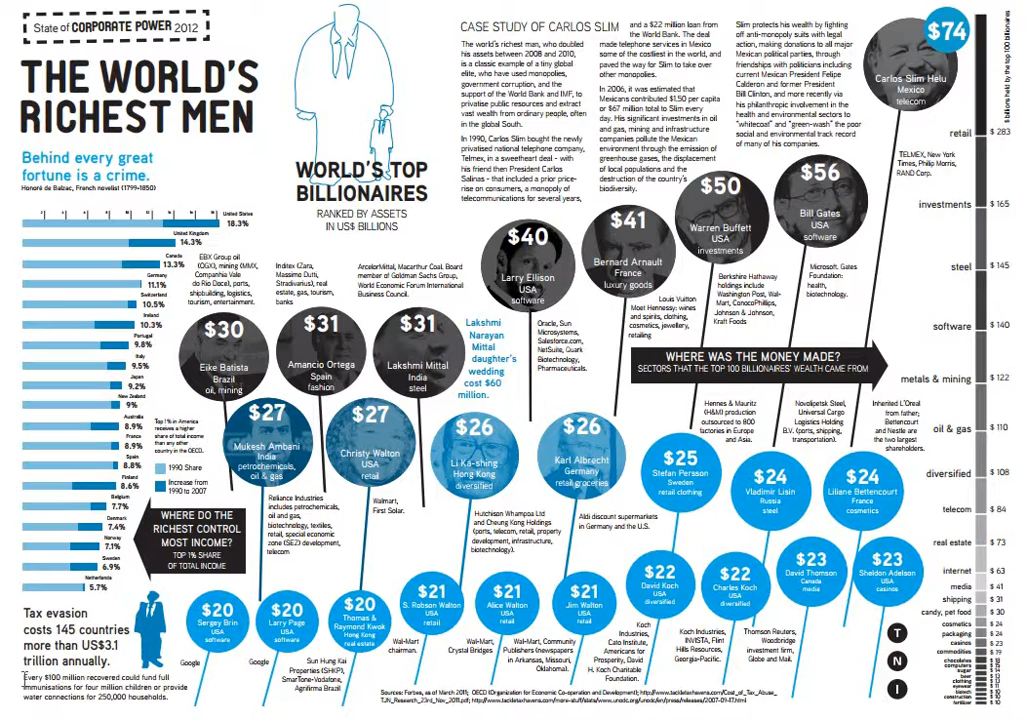 State of CORPORATE POWER 2012
THE WORLD'S
RICHEST MEN
Behind every great
fortune is a crime.
Honoré de Balzac, French novelist (1799-1850)
WORLD'S TOP
BILLIONAIRES
RANKED BY ASSETS
IN US$ BILLIONS
CASE STUDY OF CARLOS SLIM
The world's richest man, who doubled
his assets between 2008 and 2010,
is a classic example of a tiny global
elite, who have used monopolies,
government corruption, and the
support of the World Bank and IMF, to
privatise public resources and extract
vast wealth from ordinary people, often
in the global South.
In 1990, Carlos Slim bought the newly
privatised national telephone company,
Telmex, in a sweetheart deal - with
his friend then President Carlos
Salinas - that included a prior price-
rise on consumers, a monopoly of
telecommunications for several years,
and a $22 million loan from
the World Bank. The deal
made telephone services in Mexico
some of the costliest in the world, and
paved the way for Slim to take over
other monopolies.
In 2006, it was estimated that
Mexicans contributed $1.50 per capita
or $67 million total to Slim every
day. His significant investments in oil
and gas, mining and infrastructure
companies pollute the Mexican
environment through the emission of
greenhouse gases, the displacement
of local populations and the
destruction of the country's
biodiversity.
Slim protects his wealth by fighting
off anti-monopoly suits with legal
action, making donations to all major
Mexican political parties, through
friendships with politicians including
current Mexican President Felipe
Calderon and former President
Bill Clinton, and more recently via
his philanthropic involvement in the
health and environmental sectors to
"whitecoat" and "green-wash" the poor
social and environmental track record
of many of his companies.
$74
Carlos Slim Helu
Mexico
telecom
TELMEX, New York
Times, Philip Morris,
RAND Corp.
$56
Bill Gates
USA
software
Microsoft, Gates
Foundation:
health,
biotechnology.
$50
Warren Buffett
USA
investments
Berkshire Hathaway
holdings include
Washington Post, Wal-
Mart, ConocoPhillips,
Johnson & Johnson,
Kraft Foods
$41
Bernard Arnault
France
luxury goods
Louis Vuitton
Moet Hennessy: wines
and spirits, clothing,
cosmetics, jewellery,
retailing
$40
Larry Ellison
USA
software
Oracle, Sun
Microsystems,
Salesforce.com,
NetSuite, Quark
Biotechnology,
Pharmaceuticals.
ArcelorMittal, Macarthur Coal, Board
member of Goldman Sachs Group,
World Economic Forum International
Business Council.
$31
Lakshmi Mittal
India
steel
Lakshmi
Narayan
Mittal
daughter's
wedding
cost $60
million.
Inditex (Zara,
Massimo Duti,
Stradivarius), real
estate, gas, tourism,
banks
$31
Amancio Ortega
Spain
fashion
EBX Group oil
(OGX), mining (MMX,
Companhia Vale
do Rio Doce), ports,
shipbuilding, logistics,
tourism, entertainment.
$30
Eike Batista
Brazil
oil, mining
United States
18.3%
United Kingdom
14.3%
Canada
13.3%
Germany
11.1%
Switzerland
10.5%
Ireland
10.3%
Portugal
9.8%
Italy
9.5%
Japan
9.2%
New Zealand
9%
Australia
8.9%
France
8.9%
Spain
8.8%
Finland
8.6%
Belgium
7.7%
Denmark
7.4%
Norway
7.1%
Sweden
6.9%
Netherlands
5.7%
Top 1% in America
receives a higher
share of total income
than any other
country in the OECD.
1990 Share
Increase from
1990 to 2007
WHERE DO THE
RICHEST CONTROL
MOST INCOME?
TOP 1% SHARE
OF TOTAL INCOME
$27
Mukesh Ambani
India
petrochemicals,
oil & gas
Reliance Industries
includes petrochemicals,
oil and gas,
biotechnology, textiles,
retail, special economic
zone (SEZ) development,
telecom
$27
Christy Walton
USA
retail
Walmart,
First Solar.
$26
Li Ka-shing
Hong Kong
diversified
Hutchison Whampoa Ltd
and Cheung Kong Holdings
(ports, telecom, retail, property
development, infrastructure,
biotechnology).
$26
Karl Albrecht
Germany
retail groceries
Aldi discount supermarkets
in Germany and the U.S.
WHERE WAS THE MONEY MADE?
SECTORS THAT THE TOP 100 BILLIONAIRES' WEALTH CAME FROM
Hennes & Mauritz
(H&M) production
outsourced to 800
factories in Europe
and Asia.
$25
Stefan Persson
Sweden
retail clothing
Novolipetsk Steel,
Universal Cargo
Logistics Holding
B.V. (ports, shipping,
transportation).
$24
Vladimir Lisin
Russia
steel
Inherited L'Oreal
from father;
Bettencourt
and Nestle are
the two largest
shareholders.
$24
Liliane Bettencourt
France
cosmetics
$23
Sheldon Adelson
USA
casinos
$23
David Thomson
Canada
media
Thomson Reuters,
Woodbridge
investment firm,
Globe and Mail.
$22
Charles Koch
USA
diversified
Koch Industries,
INVISTA, Flint
Hills Resources,
Georgia-Pacific.
$22
David Koch
USA
diversified
Koch
Industries,
Cato Institute,
Americans for
Prosperity, David
H. Koch Charitable
Foundation.
$21
Jim Walton
USA
retail
Wal-Mart, Community
Publishers (newspapers
in Arkansas, Missouri,
Oklahoma).
$21
Alice Walton
USA
retail
Wal-Mart,
Crystal Bridges
$21
S. Robson Walton
USA
retail
Wal-Mart
chairman.
$20
Thomas &
Raymond Kwok
Hong Kong
real estate
Sun Hung Kai
Properties (SHKP),
SmarTone-Vodafone,
Agrifirma Brazil
$20
Larry Page
USA
software
Google
$20
Sergey Brin
USA
software
Google
Tax evasion
costs 145 countries
more than US$3.1
trillion annually.
Every $100 million recovered could fund full
immunisations for four million children or provide
water connections for 250,000 households.
$ billions held by the top 100 billionaires
retail $ 283
investments $ 165
steel $ 145
software $ 140
metals & mining $ 122
oil & gas $ 110
diversified $ 108
telecom $ 84
real estate $ 73
internet $ 63
media $ 41
shipping $ 31
candy, pet food $ 30
cosmetics $ 24
packaging $ 24
casinos $ 23
commodities $ 19
chocolates
computers
sugar
beer
clothing
eyewear
biotech
construction $ 10
fertilizer $ 10
T
N
I
Sources: Forbes, as of March 2011; OECD (Organization for Economic Co-operation and Development);